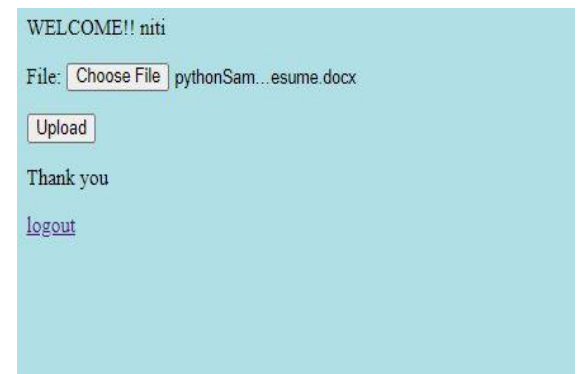 WELCOME!! niti
File: Choose File pythonSam...esume.docx
Upload
Thank you
logout